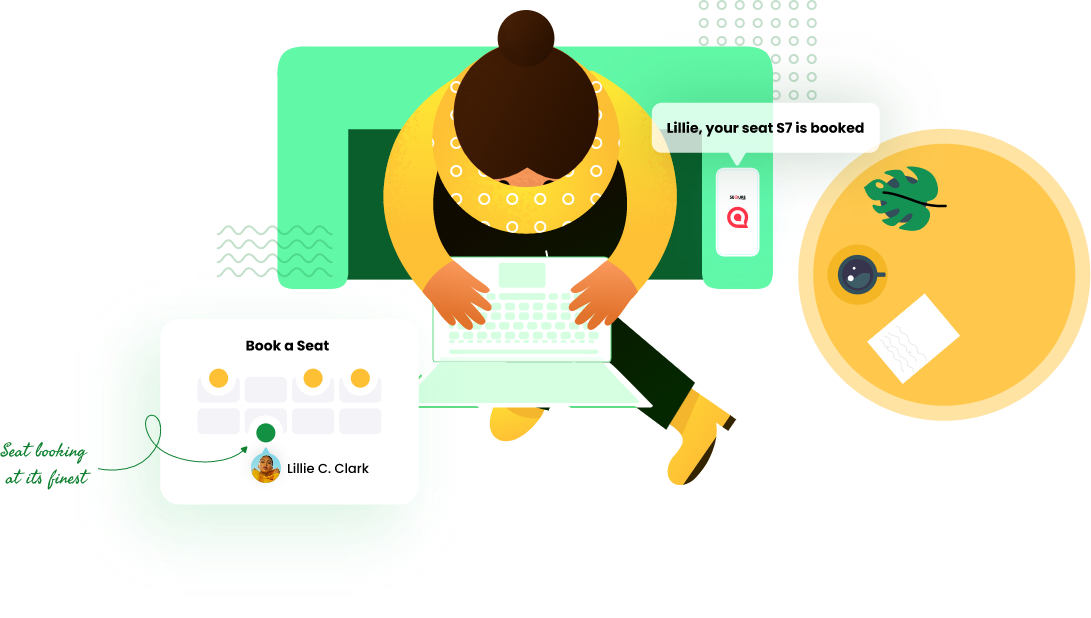 Lillie, your seat S7 is booked
Book a Seat
Seat booking
at its finest
Lillie C. Clark